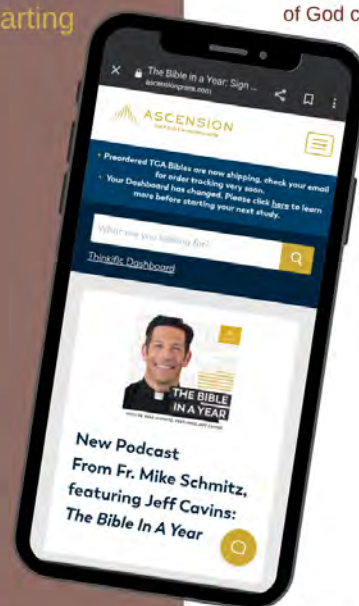 arting
of God c
The Bible in a Year: Sign ...
ascensionpress.com
ASCENSION
• Preordered TGA Bibles are now shipping, check your email
for order tracking very soon.
• Your Dashboard has changed. Please click here to learn
more before starting your next study.
What are you looking for?
Thinkific Dashboard
THE BIBLE
IN A YEAR
New Podcast
From Fr. Mike Schmitz,
featuring Jeff Cavins:
The Bible In A Year